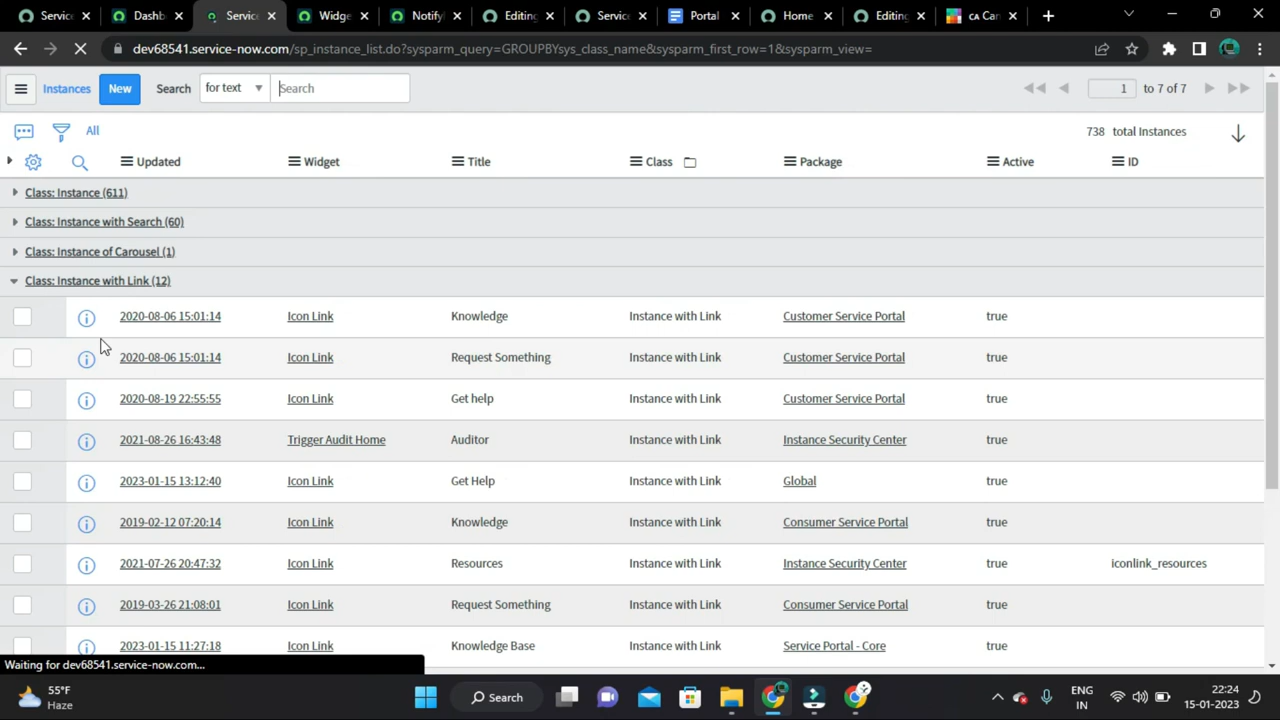 Service
Dashb
Servic
Widge
Notify
Editing
Service
Portal
Home
Editing
CA Can
dev68541.service-now.com/sp_instance_list.do?sysparm_query=GROUPBYsys_class_name&sysparm_first_row=1&sysparm_view=
Instances New Search for text Search 1 to 7 of 7
All 738 total Instances
Updated Widget Title Class Package Active ID
Class: Instance (611)
Class: Instance with Search (60)
Class: Instance of Carousel (1)
Class: Instance with Link (12)
2020-08-06 15:01:14 Icon Link Knowledge Instance with Link Customer Service Portal true
2020-08-06 15:01:14 Icon Link Request Something Instance with Link Customer Service Portal true
2020-08-19 22:55:55 Icon Link Get help Instance with Link Customer Service Portal true
2021-08-26 16:43:48 Trigger Audit Home Auditor Instance with Link Instance Security Center true
2023-01-15 13:12:40 Icon Link Get Help Instance with Link Global true
2019-02-12 07:20:14 Icon Link Knowledge Instance with Link Consumer Service Portal true
2021-07-26 20:47:32 Icon Link Resources Instance with Link Instance Security Center true iconlink_resources
2019-03-26 21:08:01 Icon Link Request Something Instance with Link Consumer Service Portal true
2023-01-15 11:27:18 Icon Link Knowledge Base Instance with Link Service Portal - Core true
Waiting for dev68541.service-now.com...
55°F
Haze
Search
ENG
IN
22:24
15-01-2023